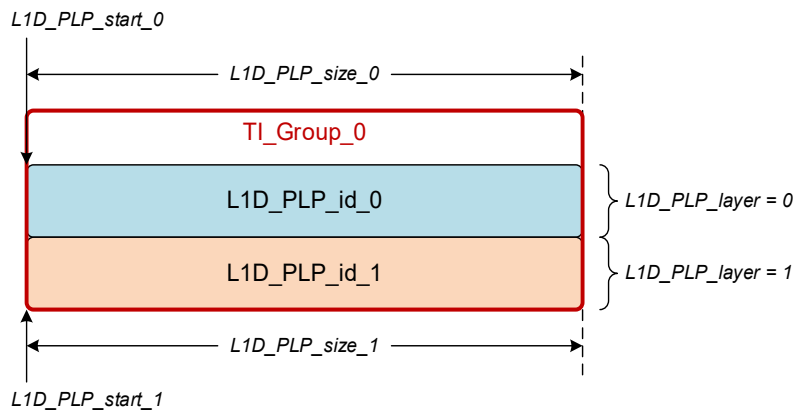 L1D_PLP_start_0
L1D_PLP_size_0
TI_Group_0
L1D_PLP_id_0
L1D_PLP_layer = 0
L1D_PLP_id_1
L1D_PLP_layer = 1
L1D_PLP_size_1
L1D_PLP_start_1